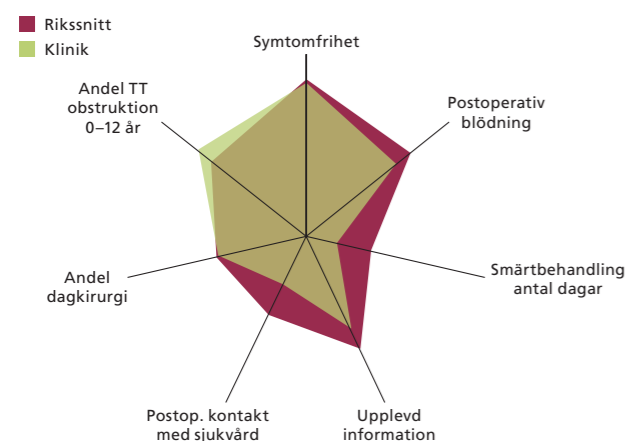 Rikssnitt
Klinik
Symtomfrihet
Postoperativ
blödning
Smärtbehandling
antal dagar
Upplevd
information
Postop. kontakt
med sjukvård
Andel
dagkirurgi
Andel TT
obstruktion
0–12 år